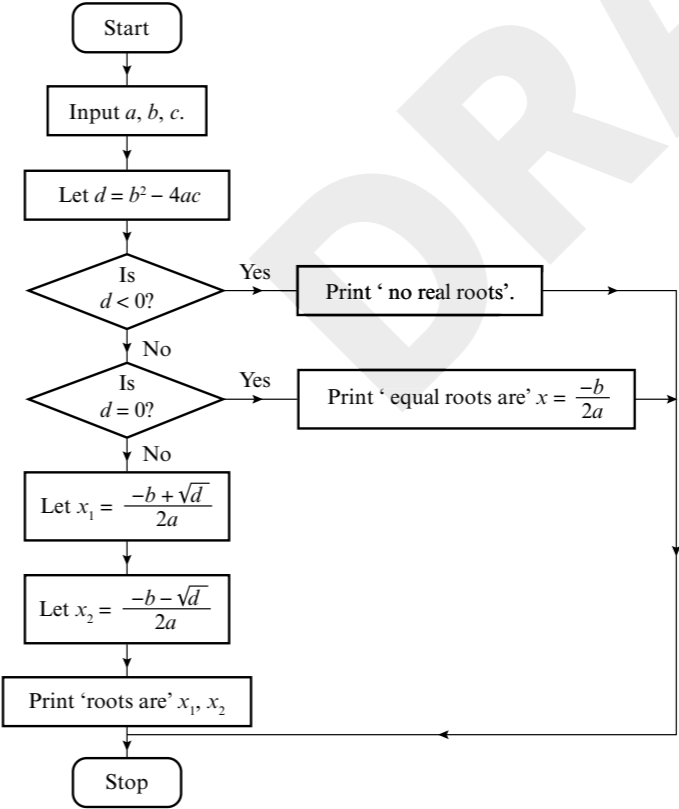 Start
Input a, b, c.
Let d = b² − 4ac
Is
d < 0?
Yes
Print ‘ no real roots’.
No
Is
d = 0?
Yes
Print ‘ equal roots are’ x = −b/2a
No
Let x₁ = (−b + √d)/2a
Let x₂ = (−b − √d)/2a
Print ‘roots are’ x₁, x₂
Stop